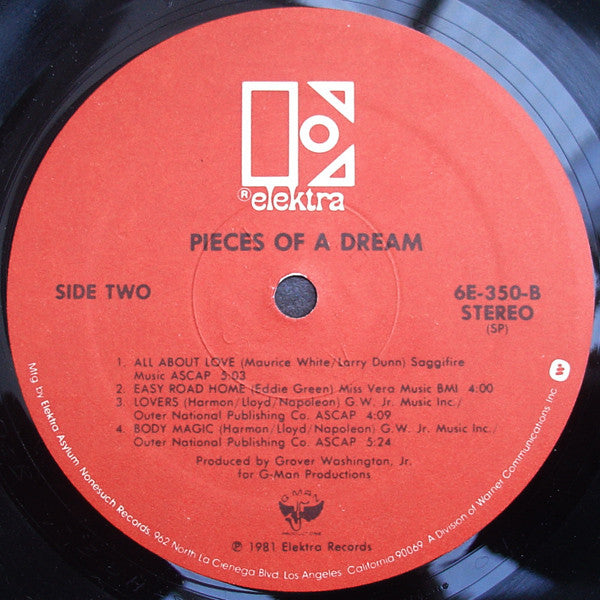 ® elektra
PIECES OF A DREAM
SIDE TWO
6E-350-B
STEREO
(SP)
1. ALL ABOUT LOVE (Maurice White/Larry Dunn) Saggifire
Music ASCAP 5:03
2. EASY ROAD HOME (Eddie Green) Miss Vera Music BMI 4:00
3. LOVERS (Harmon/Lloyd/Napoleon) G.W. Jr. Music Inc./
Outer National Publishing Co. ASCAP 4:09
4. BODY MAGIC (Harmon/Lloyd/Napoleon) G.W. Jr. Music Inc./
Outer National Publishing Co. ASCAP 5:24
Produced by Grover Washington, Jr.
for G-Man Productions
G-MAN
PRODUCTIONS
℗ 1981 Elektra Records
Mfg by Elektra Asylum Nonesuch Records, 962 North La Cienega Blvd. Los Angeles. California 90069 A Division of Warner Communications Inc